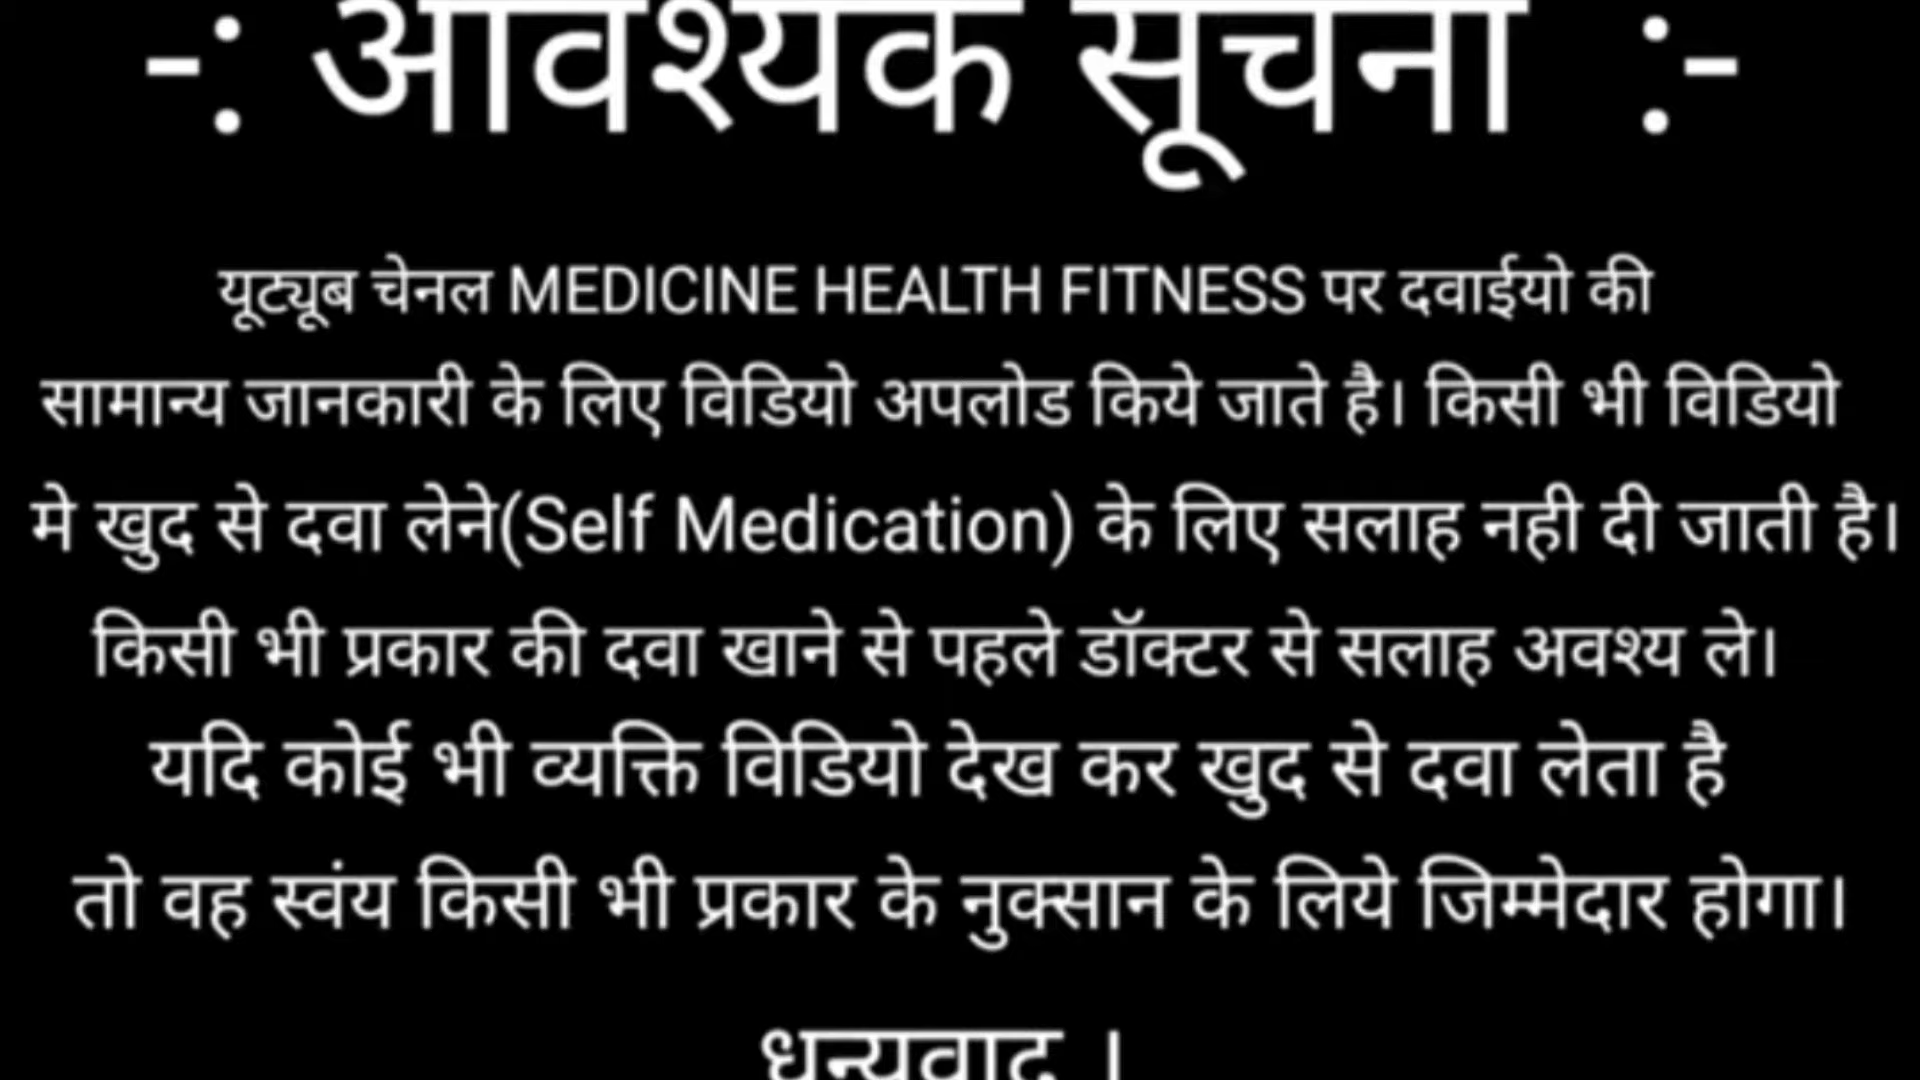 -: आवश्यक सूचना :-
यूट्यूब चेनल MEDICINE HEALTH FITNESS पर दवाईयो की
सामान्य जानकारी के लिए विडियो अपलोड किये जाते है। किसी भी विडियो
मे खुद से दवा लेने(Self Medication) के लिए सलाह नही दी जाती है।
किसी भी प्रकार की दवा खाने से पहले डॉक्टर से सलाह अवश्य ले।
यदि कोई भी व्यक्ति विडियो देख कर खुद से दवा लेता है
तो वह स्वंय किसी भी प्रकार के नुक्सान के लिये जिम्मेदार होगा।
धन्यवाद ।